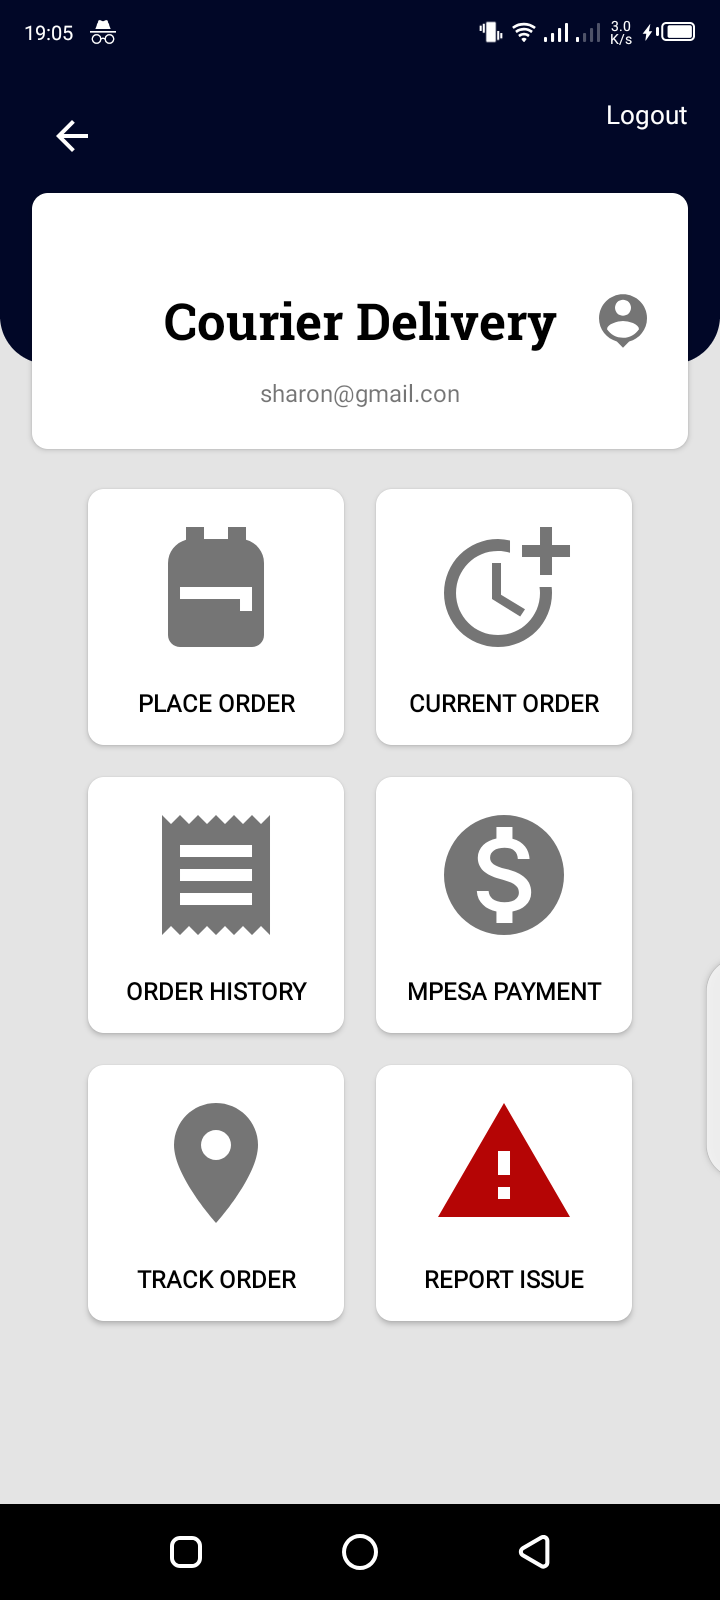 19:05
3.0
K/s
Logout
Courier Delivery
sharon@gmail.con
PLACE ORDER
CURRENT ORDER
ORDER HISTORY
MPESA PAYMENT
TRACK ORDER
REPORT ISSUE